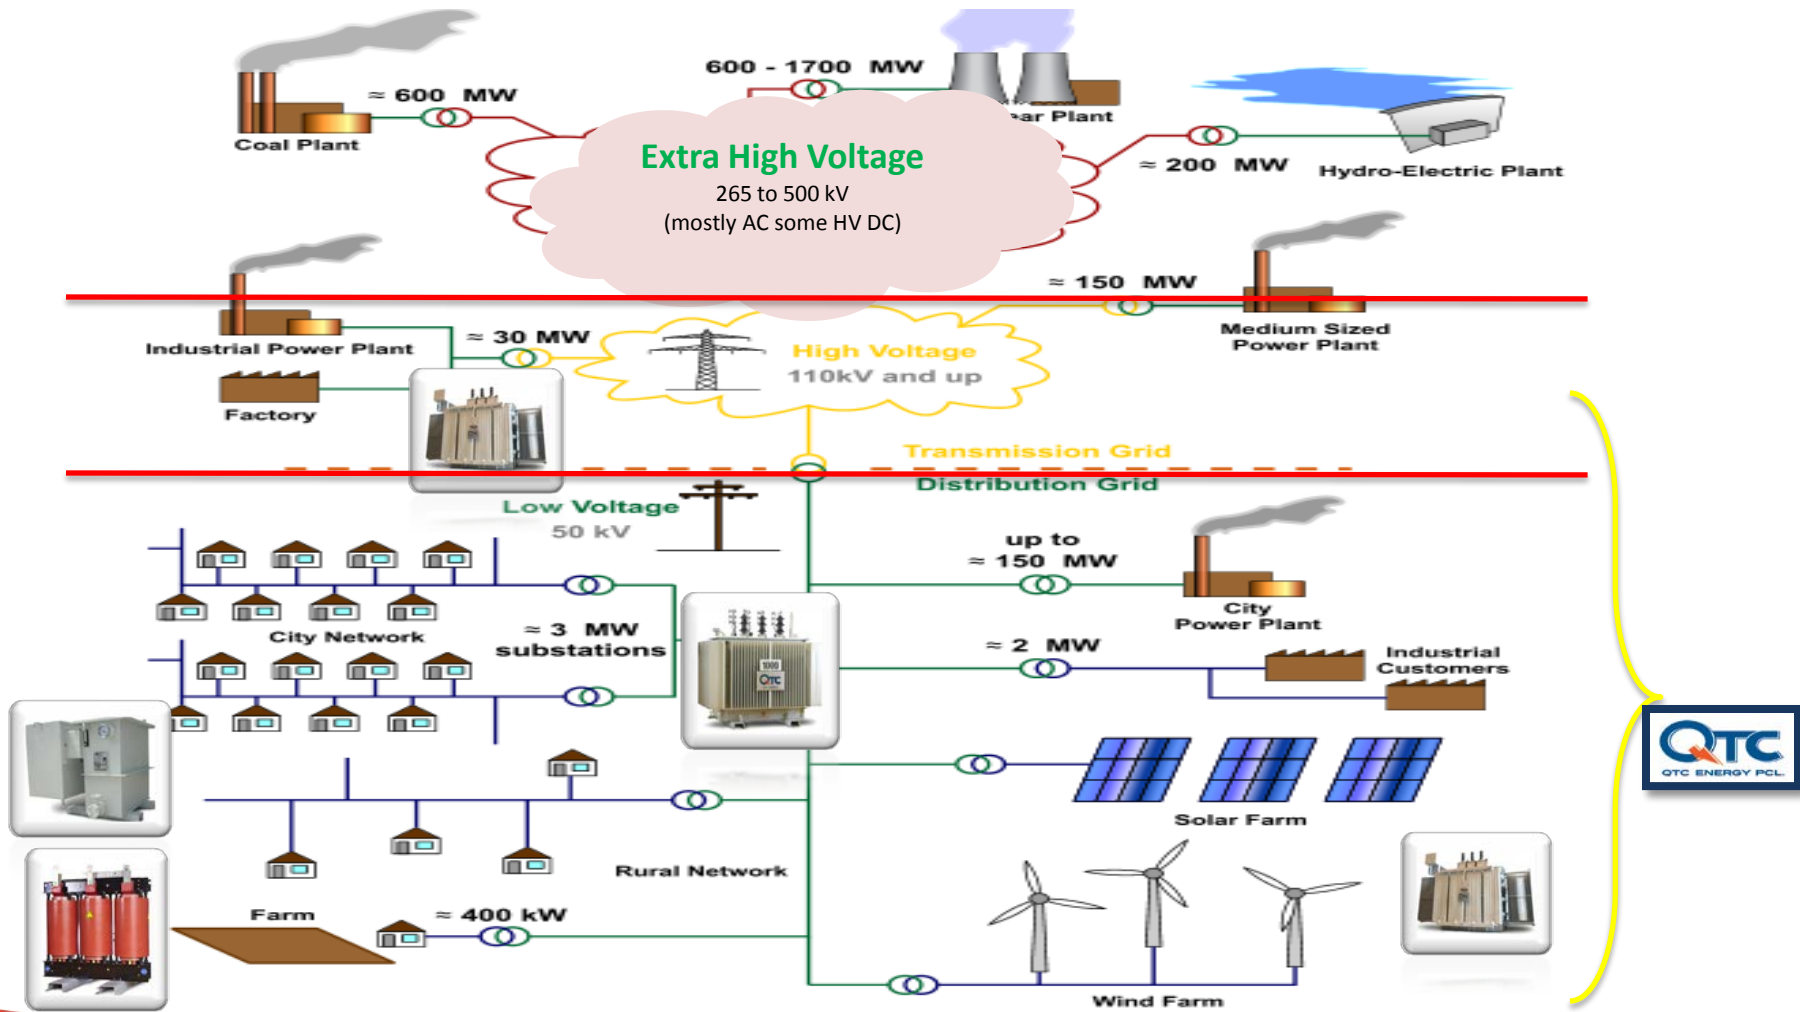 600 - 1700 MW
≈ 600 MW
Coal Plant
ear Plant
Extra High Voltage
265 to 500 kV
(mostly AC some HV DC)
≈ 200 MW
Hydro-Electric Plant
≈ 150 MW
Medium Sized
Power Plant
Industrial Power Plant
≈ 30 MW
High Voltage
110kV and up
Factory
Transmission Grid
Distribution Grid
Low Voltage
50 kV
up to
≈ 150 MW
City
Power Plant
City Network
≈ 3 MW
substations
≈ 2 MW
Industrial
Customers
1000
QTC
QTC
QTC ENERGY PCL.
Solar Farm
Rural Network
Farm
≈ 400 kW
Wind Farm